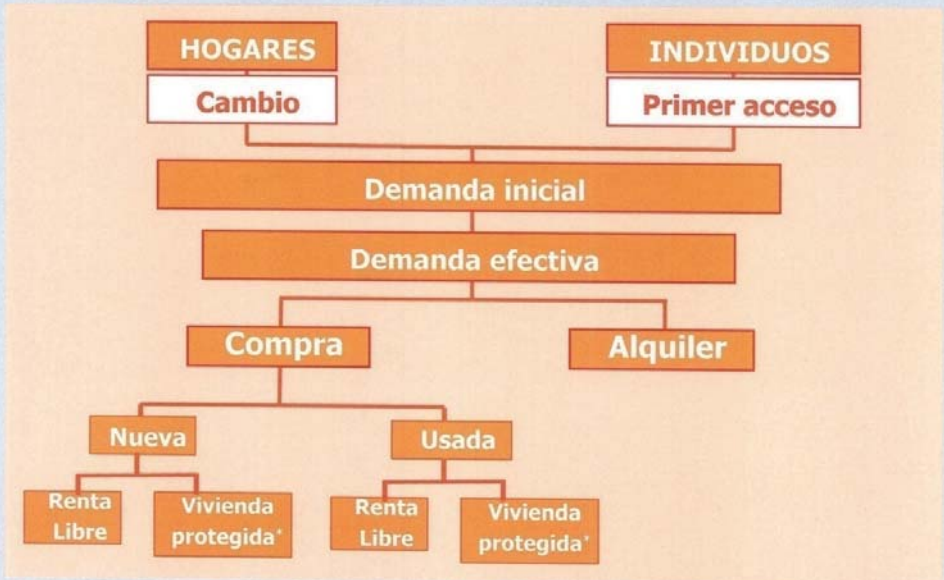 HOGARES
INDIVIDUOS
Cambio
Primer acceso
Demanda inicial
Demanda efectiva
Compra
Alquiler
Nueva
Usada
Renta
Libre
Vivienda
protegida*
Renta
Libre
Vivienda
protegida*